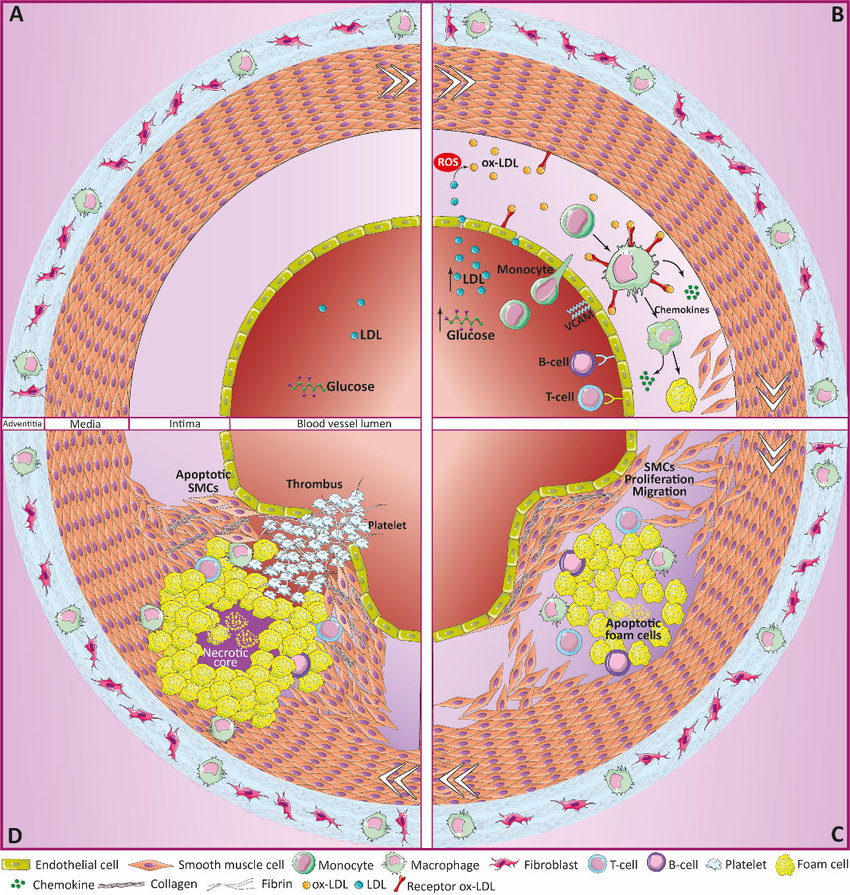 A
B
ROS
ox-LDL
Monocyte
LDL
Glucose
VCAM
Chemokines
B-cell
T-cell
LDL
Glucose
Adventitia
Media
Intima
Blood vessel lumen
Apoptotic
SMCs
Thrombus
Platelet
Necrotic
core
SMCs
Proliferation
Migration
Apoptotic
foam cells
D
C
Endothelial cell Smooth muscle cell Monocyte Macrophage Fibroblast T-cell B-cell Platelet Foam cell
Chemokine Collagen Fibrin ox-LDL LDL Receptor ox-LDL